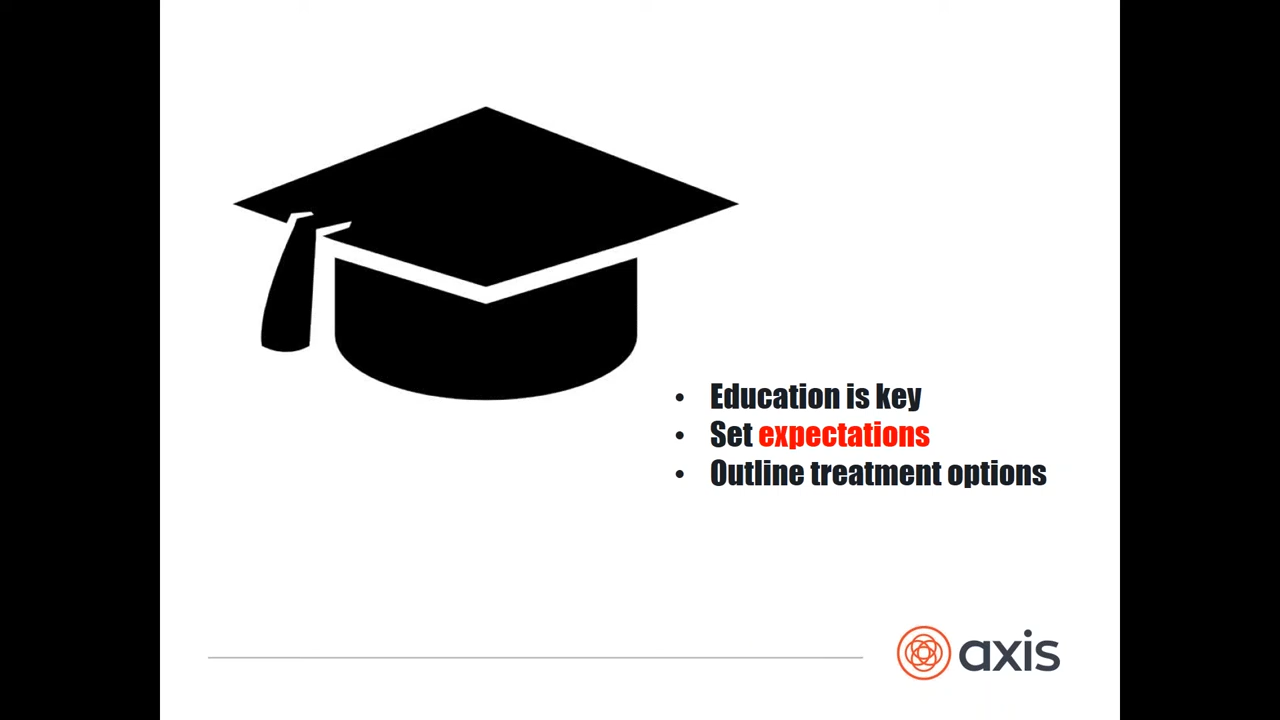 • Education is key
• Set expectations
• Outline treatment options
axis